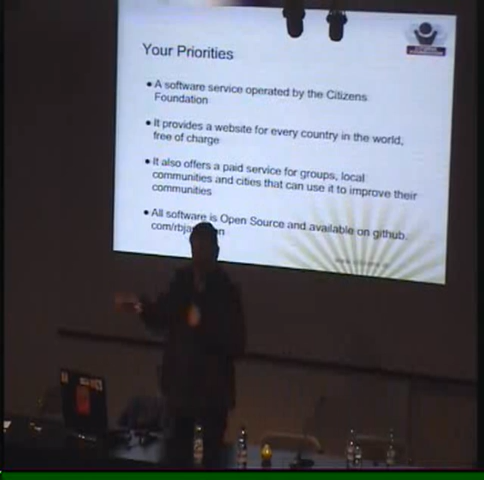 Your Priorities
• A software service operated by the Citizens
Foundation
• It provides a website for every country in the world,
free of charge
• It also offers a paid service for groups, local
communities and cities that can use it to improve their
communities
• All software is Open Source and available on github.